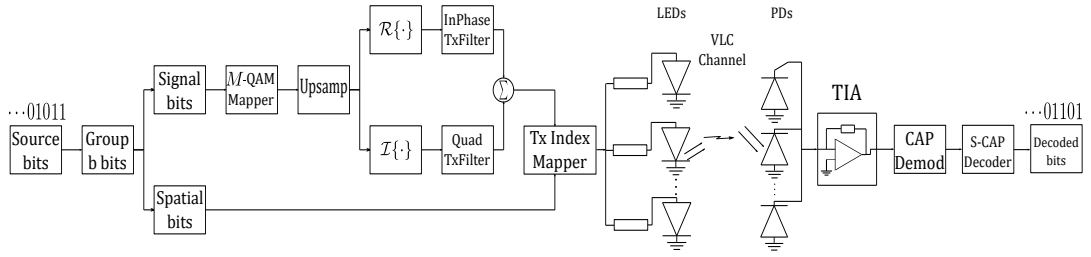 ···01011
Source
bits
Group
b bits
Signal
bits
M-QAM
Mapper
Upsamp
R{·}
InPhase
TxFilter
I{·}
Quad
TxFilter
Σ
Spatial
bits
Tx Index
Mapper
LEDs
VLC
Channel
PDs
TIA
CAP
Demod
S-CAP
Decoder
···01101
Decoded
bits